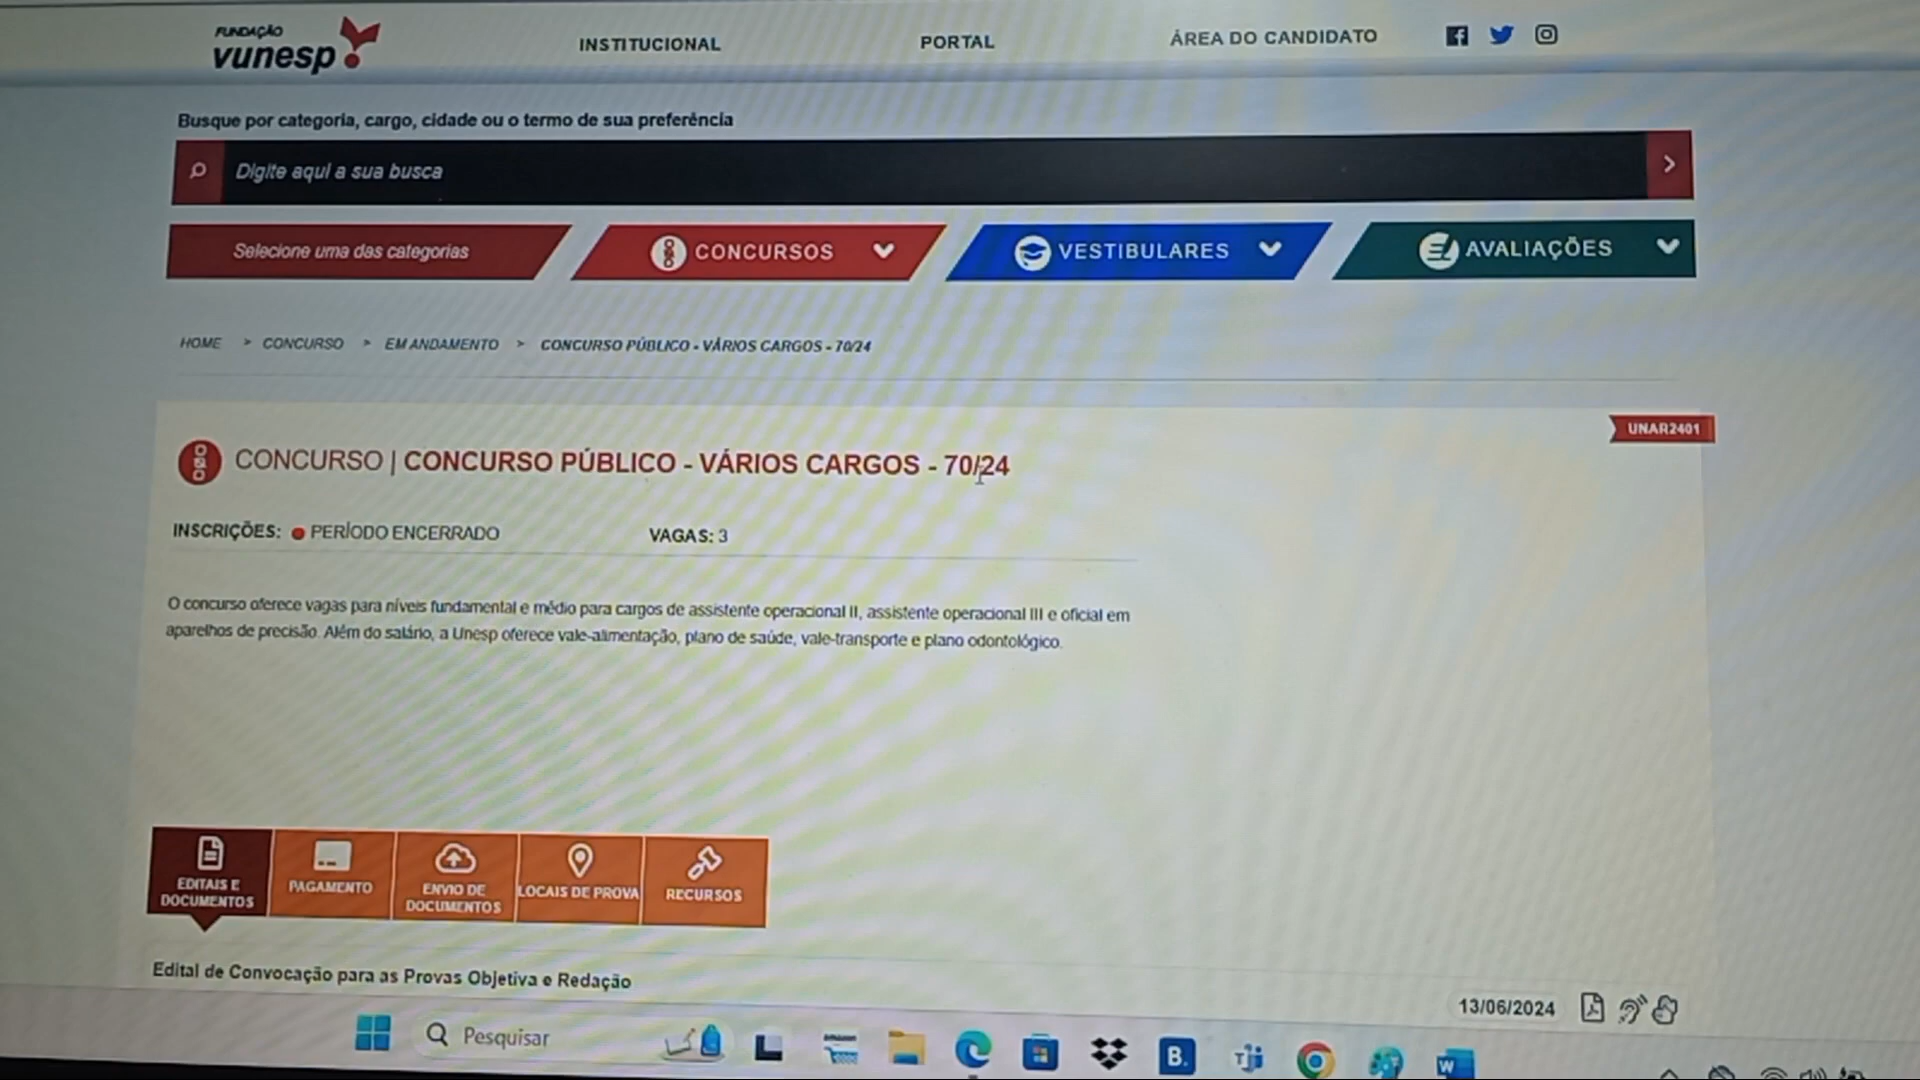 FUNDAÇÃO
vunesp
INSTITUCIONAL
PORTAL
ÁREA DO CANDIDATO
Busque por categoria, cargo, cidade ou o termo de sua preferência
Digite aqui a sua busca
Selecione uma das categorias
CONCURSOS
VESTIBULARES
AVALIAÇÕES
HOME > CONCURSO > EM ANDAMENTO > CONCURSO PÚBLICO - VÁRIOS CARGOS - 70/24
UNAR2401
CONCURSO | CONCURSO PÚBLICO - VÁRIOS CARGOS - 70/24
INSCRIÇÕES: PERÍODO ENCERRADO
VAGAS: 3
O concurso oferece vagas para níveis fundamental e médio para cargos de assistente operacional II, assistente operacional III e oficial em
aparelhos de precisão. Além do salário, a Unesp oferece vale-alimentação, plano de saúde, vale-transporte e plano odontológico.
EDITAIS E
DOCUMENTOS
PAGAMENTO
ENVIO DE
DOCUMENTOS
LOCAIS DE PROVA
RECURSOS
Edital de Convocação para as Provas Objetiva e Redação
13/06/2024
Pesquisar
B.
W